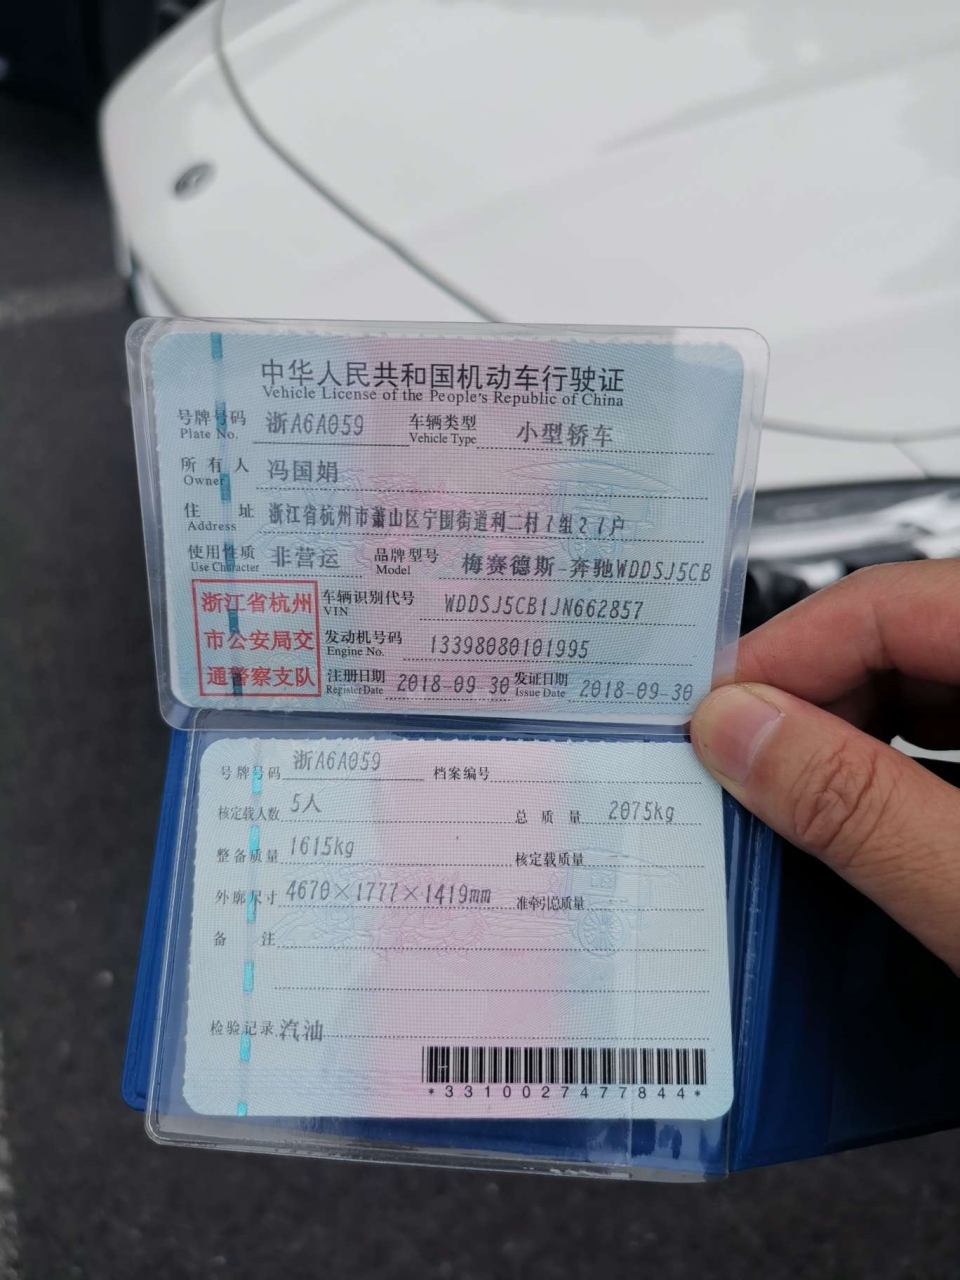 中华人民共和国机动车行驶证
Vehicle License of the People's Republic of China
号牌号码 浙A6A059 车辆类型 小型轿车
Plate No. Vehicle Type
所有人 冯国娟
Owner
住址 浙江省杭州市萧山区宁围街道利二村7组27户
Address
使用性质 非营运 品牌型号 梅赛德斯-奔驰WDDSJ5CB
Use Character Model
浙江省杭州
市公安局交
通警察支队
车辆识别代号 WDDSJ5CB1JN662857
VIN
发动机号码 13398080101995
Engine No.
注册日期 2018-09-30 发证日期 2018-09-30
Register Date Issue Date
号牌号码 浙A6A059 档案编号
核定载人数 5人 总质量 2075kg
整备质量 1615kg 核定载质量 --
外廓尺寸 4670×1777×1419mm 准牵引总质量 --
备注
检验记录 汽油
*3310027477844*